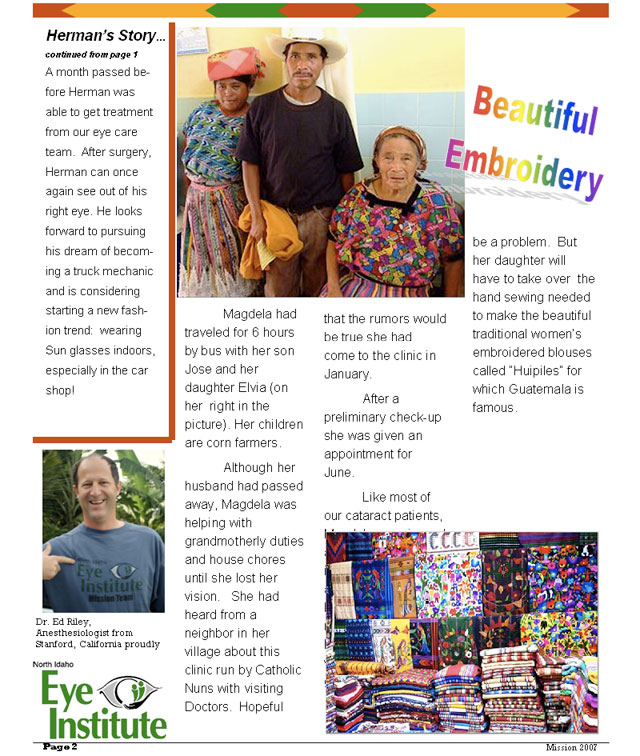 Herman's Story...
continued from page 1
A month passed be-
fore Herman was
able to get treatment
from our eye care
team. After surgery,
Herman can once
again see out of his
right eye. He looks
forward to pursuing
his dream of becom-
ing a truck mechanic
and is considering
starting a new fash-
ion trend: wearing
Sun glasses indoors,
especially in the car
shop!
Eye
Institute
Mission Team
Dr. Ed Riley,
Anesthesiologist from
Stanford, California proudly
North Idaho
Eye
Institute
Beautiful
Embroidery
Magdela had
traveled for 6 hours
by bus with her son
Jose and her
daughter Elvia (on
her right in the
picture). Her children
are corn farmers.
Although her
husband had passed
away, Magdela was
helping with
grandmotherly duties
and house chores
until she lost her
vision. She had
heard from a
neighbor in her
village about this
clinic run by Catholic
Nuns with visiting
Doctors. Hopeful
that the rumors would
be true she had
come to the clinic in
January.
After a
preliminary check-up
she was given an
appointment for
June.
Like most of
our cataract patients,
be a problem. But
her daughter will
have to take over the
hand sewing needed
to make the beautiful
traditional women's
embroidered blouses
called "Huipiles" for
which Guatemala is
famous.
Page 2
Mission 2007